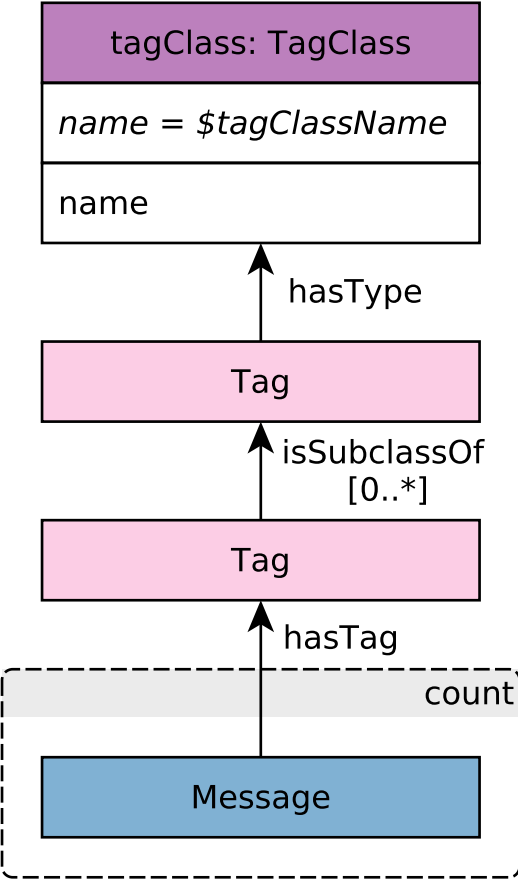 tagClass: TagClass
name = $tagClassName
name
hasType
Tag
isSubclassOf
[0..*]
Tag
hasTag
count
Message